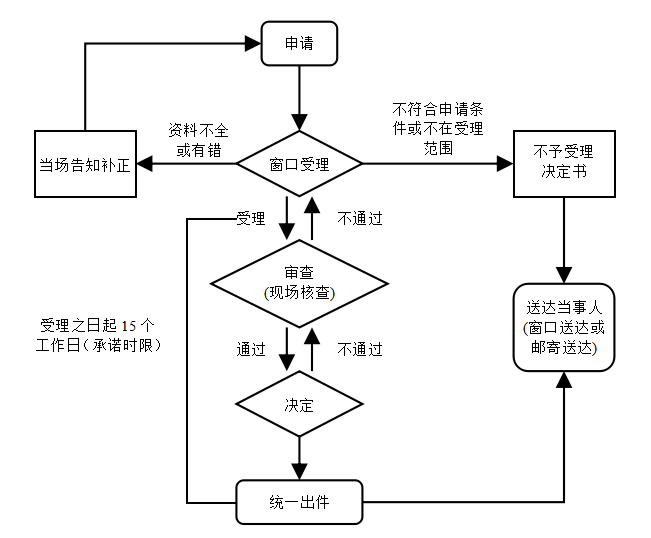 申请
资料不全
或有错
不符合申请条
件或不在受理
范围
当场告知补正
窗口受理
不予受理
决定书
受理
不通过
审查
(现场核查)
送达当事人
(窗口送达或
邮寄送达)
受理之日起 15 个
工作日(承诺时限)
通过
不通过
决定
统一出件